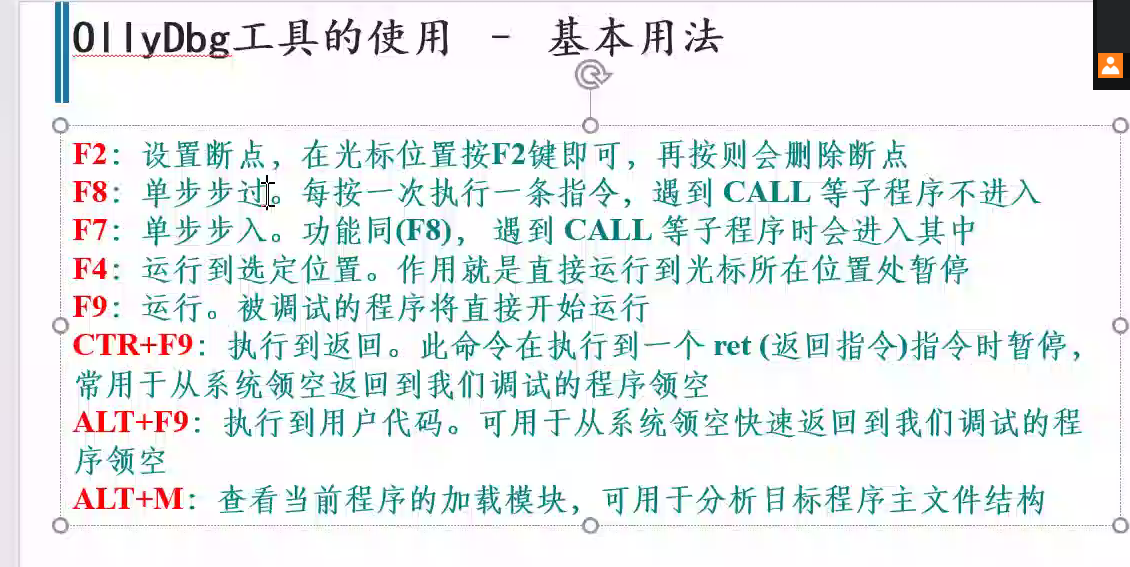 OllyDbg工具的使用 – 基本用法
F2：设置断点，在光标位置按F2键即可，再按则会删除断点
F8：单步步过。每按一次执行一条指令，遇到 CALL 等子程序不进入
F7：单步步入。功能同(F8)， 遇到 CALL 等子程序时会进入其中
F4：运行到选定位置。作用就是直接运行到光标所在位置处暂停
F9：运行。被调试的程序将直接开始运行
CTR+F9：执行到返回。此命令在执行到一个 ret (返回指令)指令时暂停，
常用于从系统领空返回到我们调试的程序领空
ALT+F9：执行到用户代码。可用于从系统领空快速返回到我们调试的程
序领空
ALT+M：查看当前程序的加载模块，可用于分析目标程序主文件结构